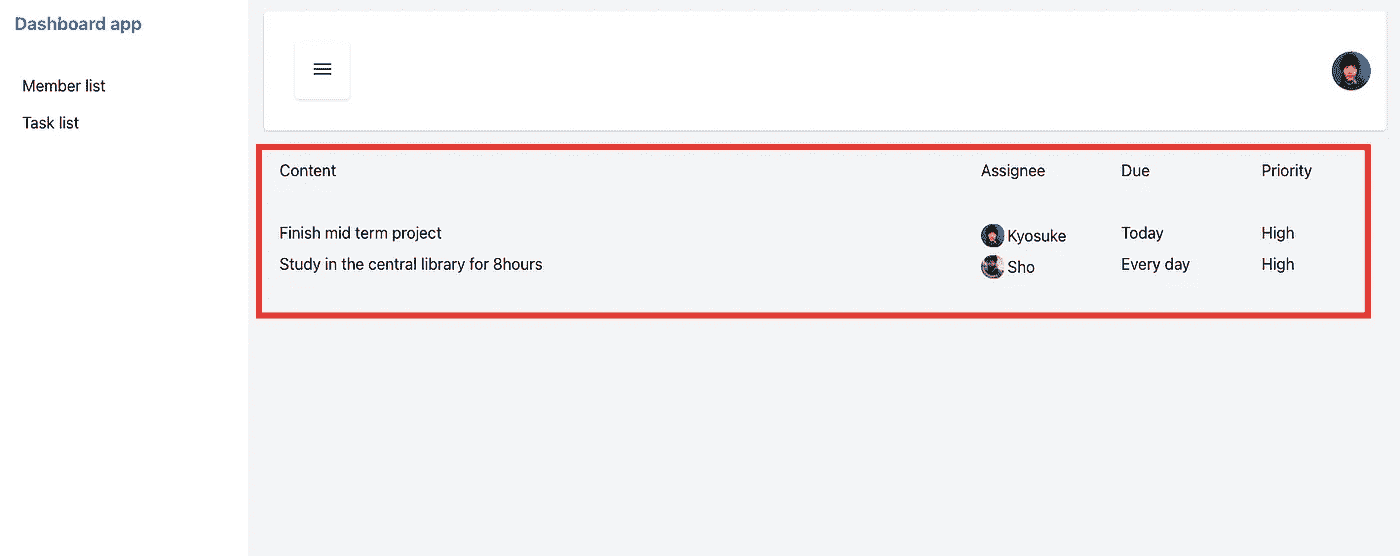 Dashboard app
Member list
Task list
Content Assignee Due Priority
Finish mid term project Kyosuke Today High
Study in the central library for 8hours Sho Every day High